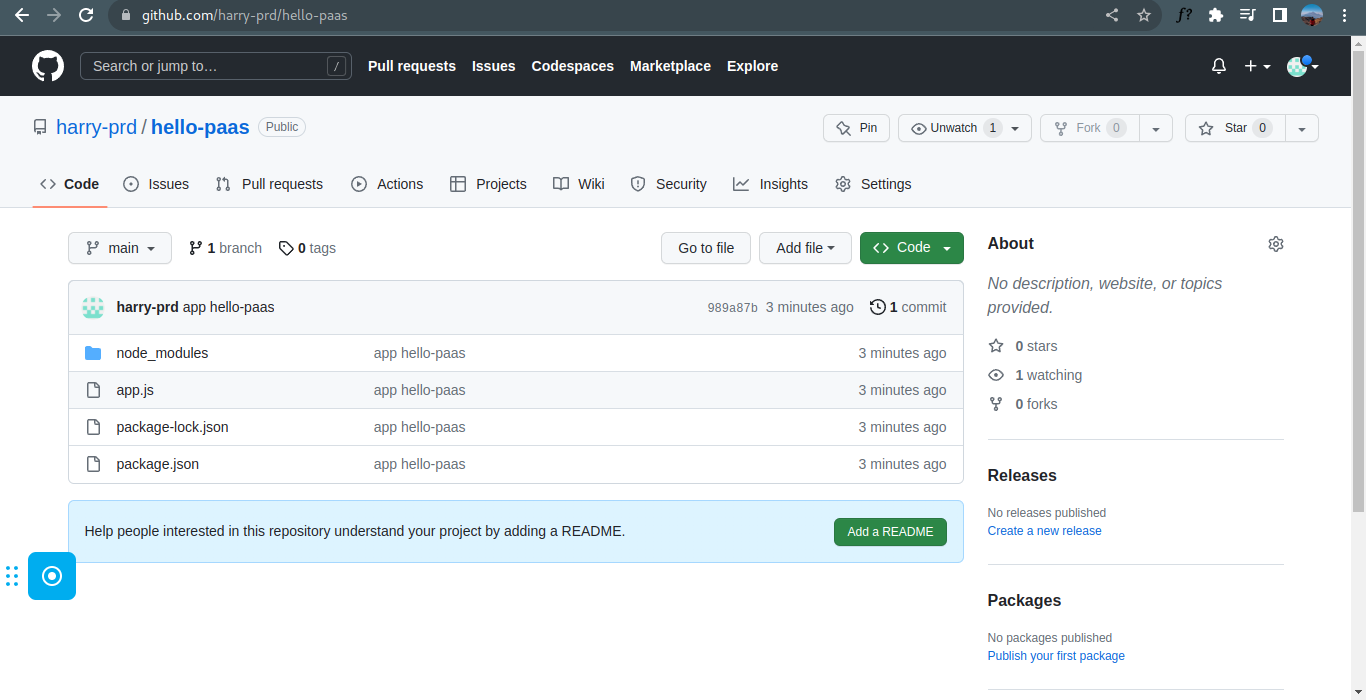 github.com/harry-prd/hello-paas
f?
Search or jump to… / Pull requests Issues Codespaces Marketplace Explore
harry-prd / hello-paas Public
Pin Unwatch 1 Fork 0 Star 0
Code Issues Pull requests Actions Projects Wiki Security Insights Settings
main 1 branch 0 tags Go to file Add file Code
harry-prd app hello-paas 989a87b 3 minutes ago 1 commit
node_modules app hello-paas 3 minutes ago
app.js app hello-paas 3 minutes ago
package-lock.json app hello-paas 3 minutes ago
package.json app hello-paas 3 minutes ago
Help people interested in this repository understand your project by adding a README. Add a README
About
No description, website, or topics
provided.
0 stars
1 watching
0 forks
Releases
No releases published
Create a new release
Packages
No packages published
Publish your first package